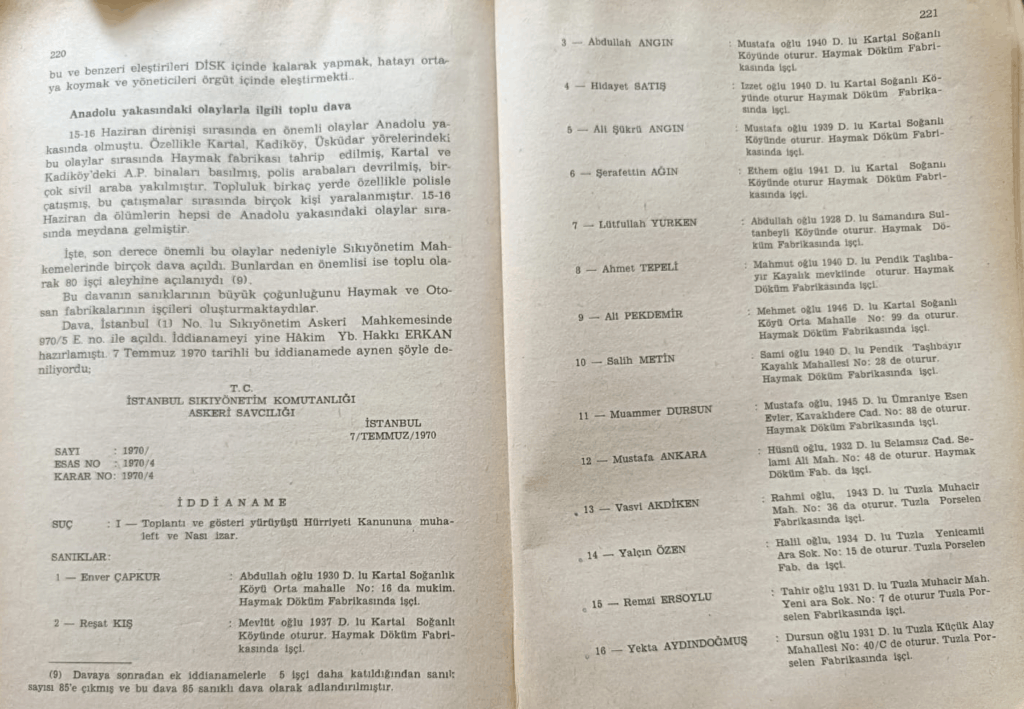 220
bu ve benzeri eleştirileri DİSK içinde kalarak yapmak, hatayı orta-
ya koymak ve yöneticileri örgüt içinde eleştirmekti..
Anadolu yakasındaki olaylarla ilgili toplu dava
15-16 Haziran direnişi sırasında en önemli olaylar Anadolu ya-
kasında olmuştu. Özellikle Kartal, Kadıköy, Üsküdar yörelerindeki
bu olaylar sırasında Haymak fabrikası tahrip edilmiş, Kartal ve
Kadıköy'deki A.P. binaları basılmış, polis arabaları devrilmiş, bir-
çok sivil araba yakılmıştır. Topluluk birkaç yerde özellikle polisle
çatışmış, bu çatışmalar sırasında birçok kişi yaralanmıştır. 15-16
Haziran da ölümlerin hepsi de Anadolu yakasındaki olaylar sıra-
sında meydana gelmiştir.
İşte, son derece önemli bu olaylar nedeniyle Sıkıyönetim Mah-
kemelerinde birçok dava açıldı. Bunlardan en önemlisi ise toplu ola-
rak 80 işçi aleyhine açılanıydı (9).
Bu davanın sanıklarının büyük çoğunluğunu Haymak ve Oto-
san fabrikalarının işçileri oluşturmaktaydılar.
Dava, İstanbul (1) No. lu Sıkıyönetim Askeri Mahkemesinde
970/5 E. no. ile açıldı. İddianameyi yine Hâkim Yb. Hakkı ERKAN
hazırlamıştı. 7 Temmuz 1970 tarihli bu iddianamede aynen şöyle de-
niliyordu;
T. C.
İSTANBUL SIKIYÖNETİM KOMUTANLIĞI
ASKERİ SAVCILIĞI
İSTANBUL
7/TEMMUZ/1970
SAYI : 1970/
ESAS NO : 1970/4
KARAR NO: 1970/4
İDDİANAME
SUÇ : I — Toplantı ve gösteri yürüyüşü Hürriyeti Kanununa muha-
left ve Nası izar.
SANIKLAR:
1 — Enver ÇAPKUR : Abdullah oğlu 1930 D. lu Kartal Soğanlık
Köyü Orta mahalle No: 16 da mukim.
Haymak Döküm Fabrikasında işçi.
2 — Reşat KIŞ : Mevlüt oğlu 1937 D. lu Kartal Soğanlı
Köyünde oturur. Haymak Döküm Fabri-
kasında işçi.
(9) Davaya sonradan ek iddianamelerle 5 işçi daha katıldığından sanık
sayısı 85'e çıkmış ve bu dava 85 sanıklı dava olarak adlandırılmıştır.
221
3 — Abdullah ANGIN : Mustafa oğlu 1940 D. lu Kartal Soğanlı
Köyünde oturur. Haymak Döküm Fabri-
kasında işçi.
4 — Hidayet SATIŞ : İzzet oğlu 1940 D. lu Kartal Soğanlı Kö-
yünde oturur Haymak Döküm Fabrika-
sında işçi.
5 — Ali Şükrü ANGIN : Mustafa oğlu 1939 D. lu Kartal Soğanlı
Köyünde oturur. Haymak Döküm Fabri-
kasında işçi.
6 — Şerafettin AĞIN : Ethem oğlu 1941 D. lu Kartal Soğanlı
Köyünde oturur Haymak Döküm Fabri-
kasında işçi.
7 — Lütfullah YÜRKEN : Abdullah oğlu 1928 D. lu Samandıra Sul-
tanbeyli Köyünde oturur. Haymak Dö-
küm Fabrikasında işçi.
8 — Ahmet TEPELİ : Mahmut oğlu 1940 D. lu Pendik Taşlıba-
yır Kayalık mevkiinde oturur. Haymak
Döküm Fabrikasında işçi.
9 — Ali PEKDEMİR : Mehmet oğlu 1946 D. lu Kartal Soğanlı
Köyü Orta Mahalle No: 99 da oturur.
Haymak Döküm Fabrikasında işçi.
10 — Salih METİN : Sami oğlu 1940 D. lu Pendik Taşlıbayır
Kayalık Mahallesi No: 28 de oturur.
Haymak Döküm Fabrikasında işçi.
11 — Muammer DURSUN : Mustafa oğlu, 1945 D. lu Ümraniye Esen
Evler, Kavaklıdere Cad. No: 88 de oturur.
Haymak Döküm Fabrikasında işçi.
12 — Mustafa ANKARA : Hüsnü oğlu, 1932 D. lu Selamsız Cad. Se-
lami Ali Mah. No: 48 de oturur. Haymak
Döküm Fab. da işçi.
13 — Vasvi AKDİKEN : Rahmi oğlu, 1943 D. lu Tuzla Muhacir
Mah. No: 36 da oturur. Tuzla Porselen
Fabrikasında işçi.
14 — Yalçın ÖZEN : Halil oğlu, 1934 D. lu Tuzla Yenicamii
Ara Sok. No: 15 de oturur. Tuzla Porselen
Fab. da işçi.
15 — Remzi ERSOYLU : Tahir oğlu 1931 D. lu Tuzla Muhacir Mah.
Yeni ara Sok. No: 7 de oturur Tuzla Por-
selen Fabrikasında işçi.
16 — Yekta AYDINDOĞMUŞ : Dursun oğlu 1931 D. lu Tuzla Küçük Alay
Mahallesi No: 40/C de oturur. Tuzla Por-
selen Fabrikasında işçi.